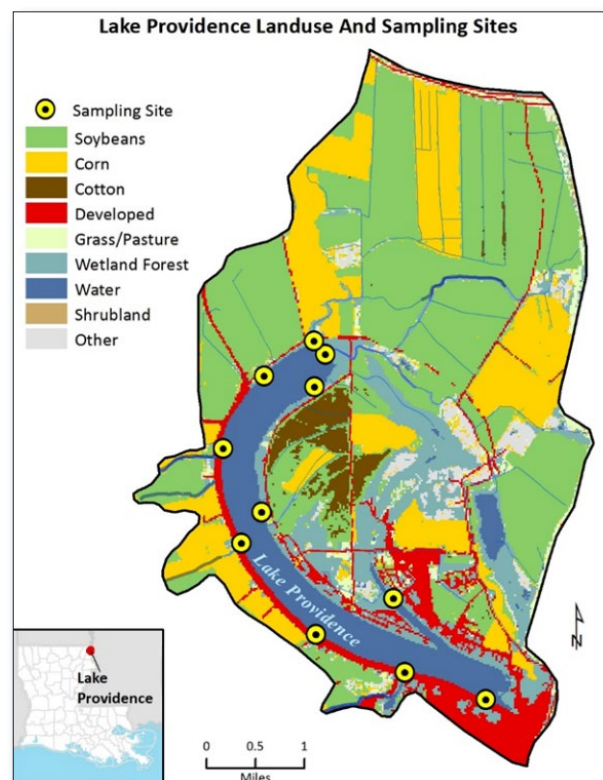 Lake Providence Landuse And Sampling Sites
Sampling Site
Soybeans
Corn
Cotton
Developed
Grass/Pasture
Wetland Forest
Water
Shrubland
Other
Lake Providence
N
Lake
Providence
0 0.5 1
Miles